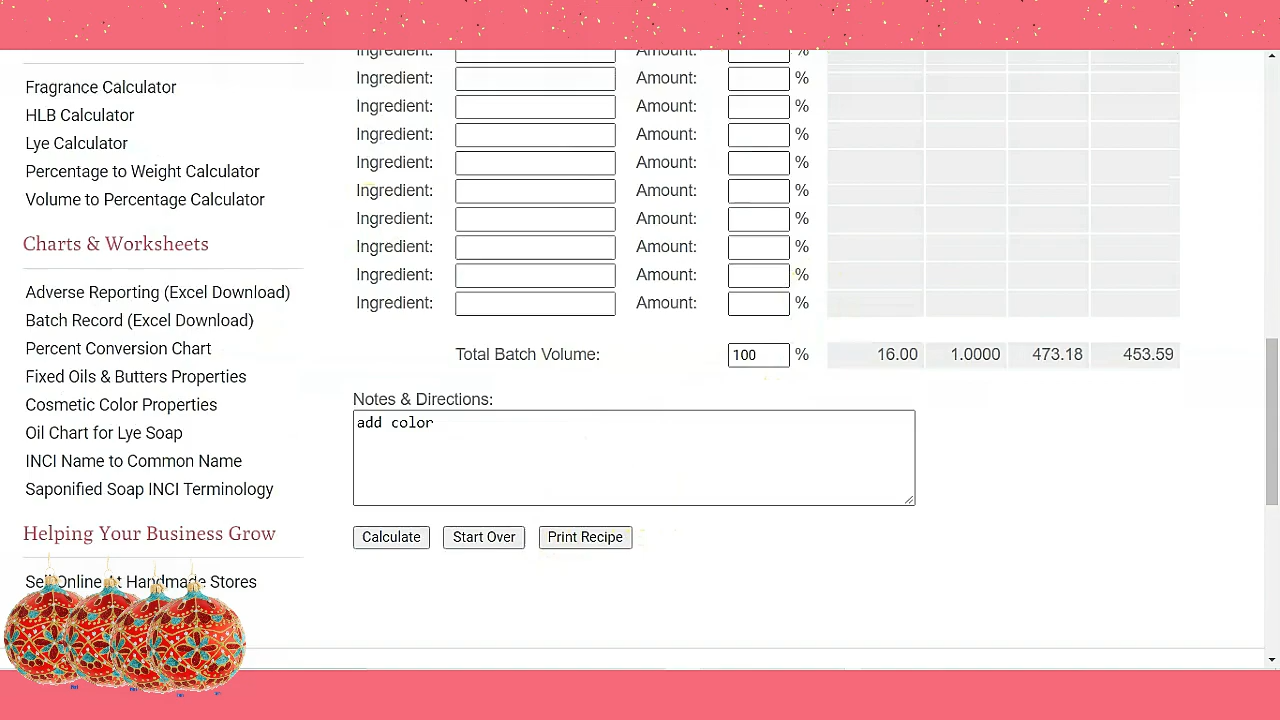 Ingredient: Amount: %
Fragrance Calculator Ingredient: Amount: %
HLB Calculator Ingredient: Amount: %
Lye Calculator Ingredient: Amount: %
Percentage to Weight Calculator Ingredient: Amount: %
Volume to Percentage Calculator Ingredient: Amount: %
Ingredient: Amount: %
Charts & Worksheets Ingredient: Amount: %
Ingredient: Amount: %
Adverse Reporting (Excel Download) Ingredient: Amount: %
Batch Record (Excel Download)
Percent Conversion Chart Total Batch Volume: 100 % 16.00 1.0000 473.18 453.59
Fixed Oils & Butters Properties
Cosmetic Color Properties Notes & Directions:
Oil Chart for Lye Soap add color
INCI Name to Common Name
Saponified Soap INCI Terminology
Helping Your Business Grow Calculate Start Over Print Recipe
Sell Online At Handmade Stores